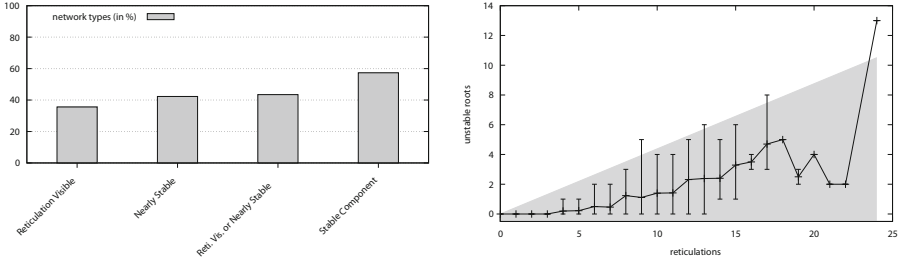 network types (in %)
100
80
60
40
20
0
Reticulation Visible
Nearly Stable
Reti. Vis. or Nearly Stable
Stable Component
14
12
10
8
6
4
2
0
unstable roots
0 5 10 15 20 25
reticulations